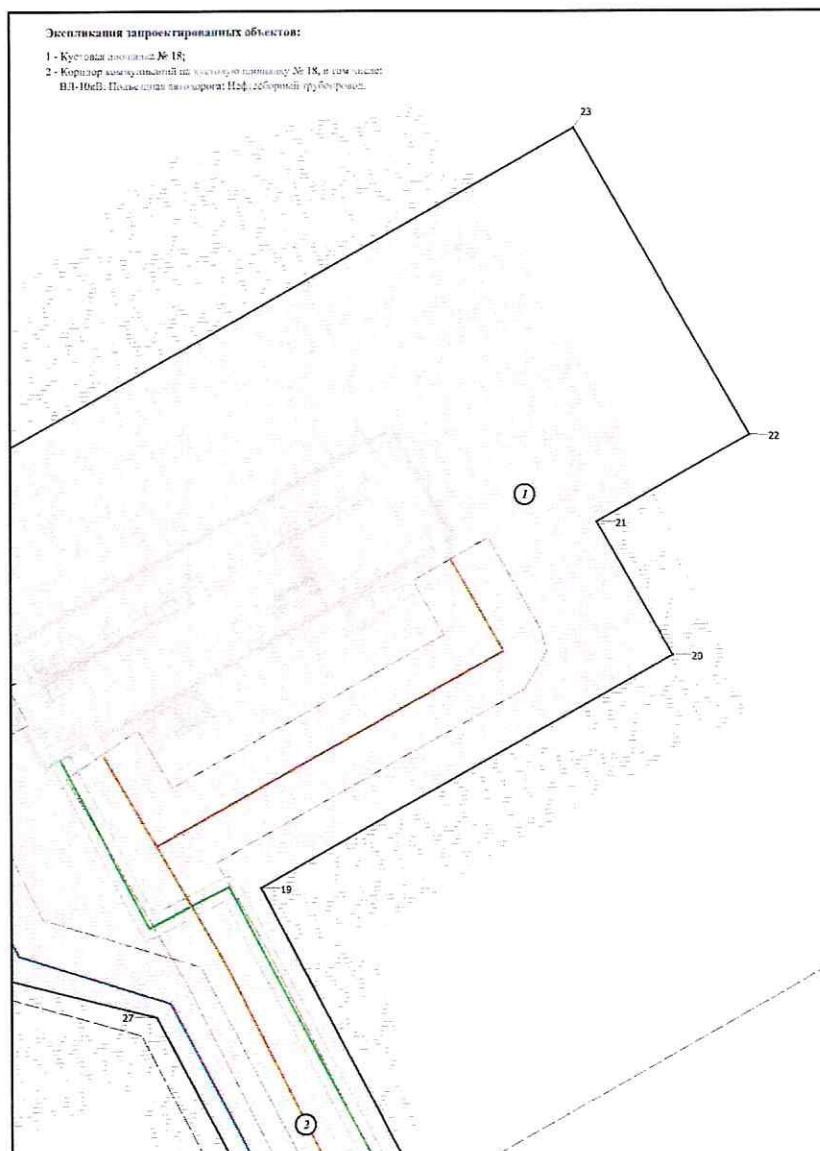 Экспликация запроектированных объектов:
1 - Кустовая площадка № 18;
2 - Коридор коммуникаций на кустовую площадку № 18, в том числе:
ВЛ-10кВ; Подъездная автодорога; Нефтесборный трубопровод.
23
22
1
21
20
19
27
2